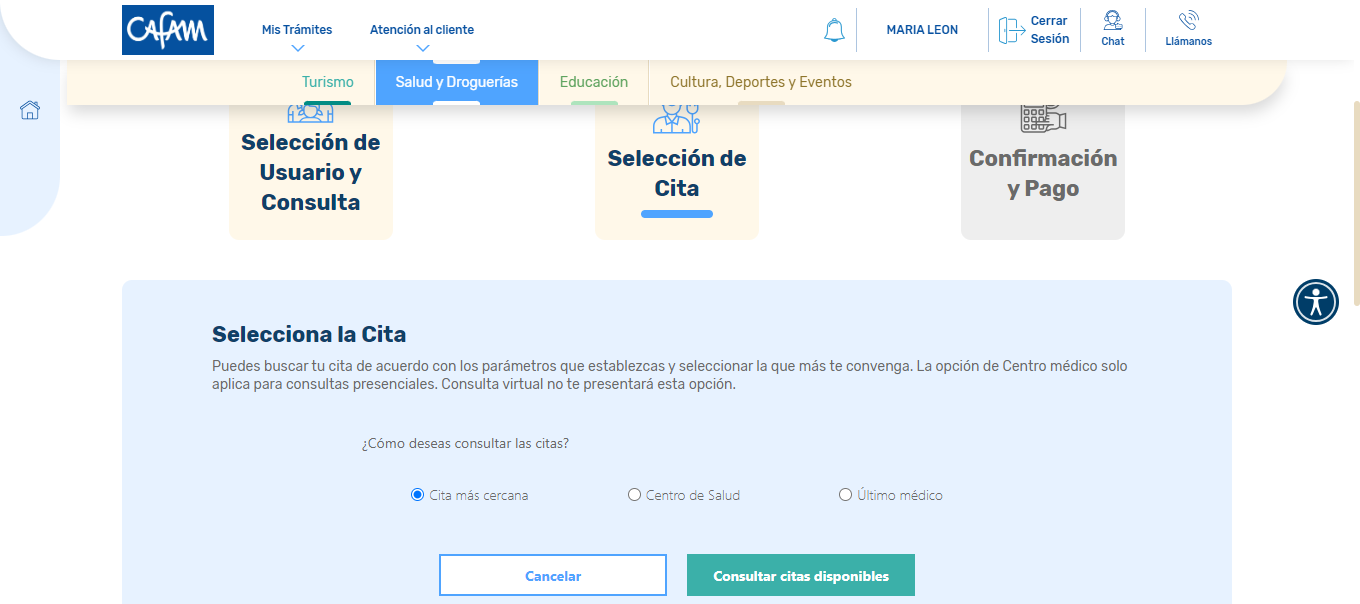 CAFAM
Mis Trámites
Atención al cliente
MARIA LEON
Cerrar
Sesión
Chat
Llámanos
Turismo
Salud y Droguerías
Educación
Cultura, Deportes y Eventos
Selección de
Usuario y
Consulta
Selección de
Cita
Confirmación
y Pago
Selecciona la Cita
Puedes buscar tu cita de acuerdo con los parámetros que establezcas y seleccionar la que más te convenga. La opción de Centro médico solo
aplica para consultas presenciales. Consulta virtual no te presentará esta opción.
¿Cómo deseas consultar las citas?
Cita más cercana
Centro de Salud
Último médico
Cancelar
Consultar citas disponibles